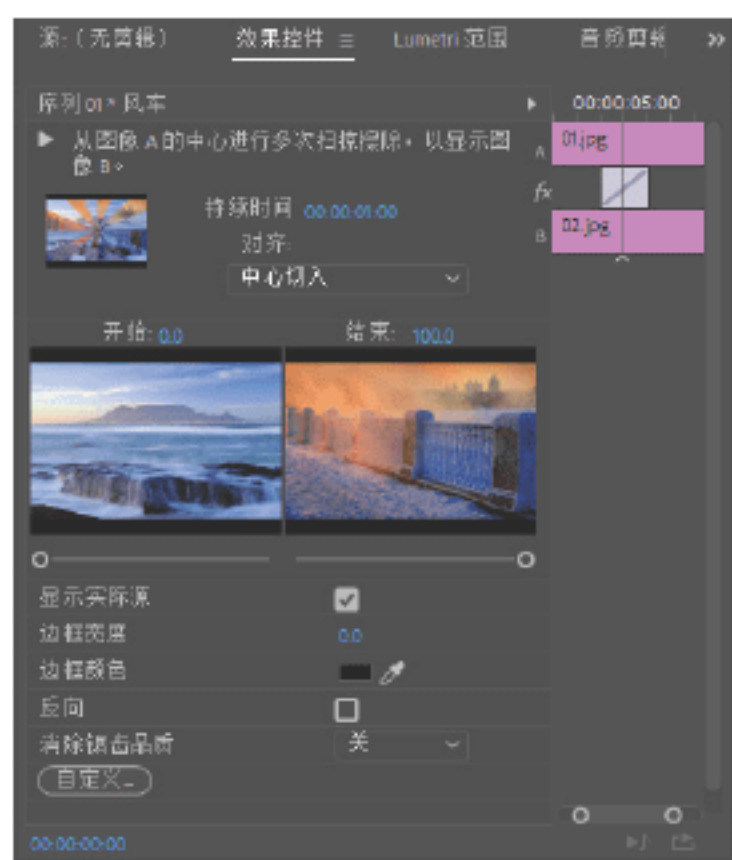 源:（无剪辑） 效果控件 ≡ Lumetri 范围 音频剪辑 »
序列 01 * 风车 00:00:05:00
从图像 A 的中心进行多次扫掠擦除，以显示图
像 B。
A 01.jpg
持续时间 00:00:01:00
fx
对齐:
B 02.jpg
中心切入
开始: 0.0 结束: 100.0
显示实际源
边框宽度 0.0
边框颜色
反向
消除锯齿品质 关
自定义...
00:00:00:00